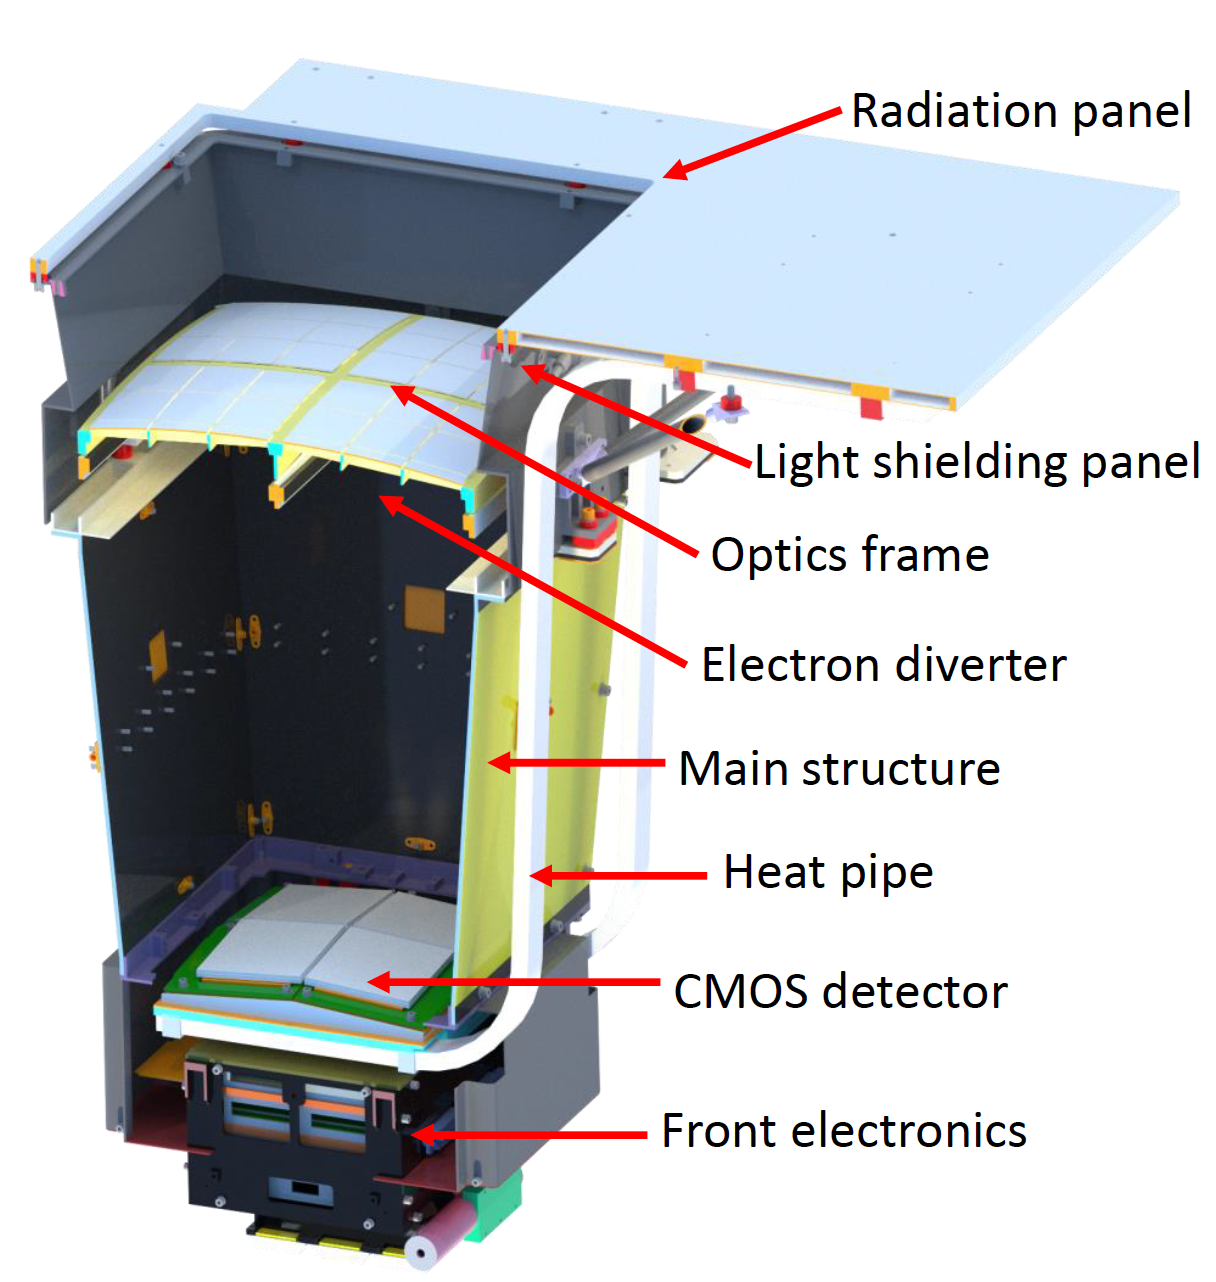 Radiation panel
Light shielding panel
Optics frame
Electron diverter
Main structure
Heat pipe
CMOS detector
Front electronics